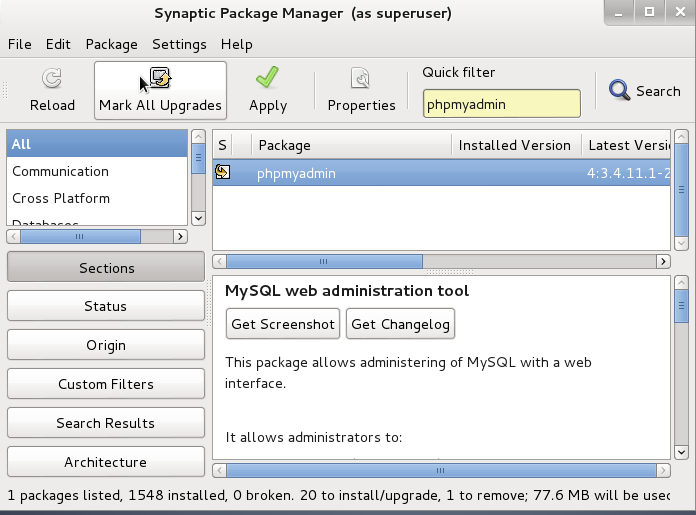 Synaptic Package Manager (as superuser)
File Edit Package Settings Help
Reload Mark All Upgrades Apply Properties Quick filter phpmyadmin Search
All
Communication
Cross Platform
Databases
S Package Installed Version Latest Versi
phpmyadmin 4:3.4.11.1-2
Sections
Status
Origin
Custom Filters
Search Results
Architecture
MySQL web administration tool
Get Screenshot Get Changelog
This package allows administering of MySQL with a web
interface.
It allows administrators to:
1 packages listed, 1548 installed, 0 broken. 20 to install/upgrade, 1 to remove; 77.6 MB will be used